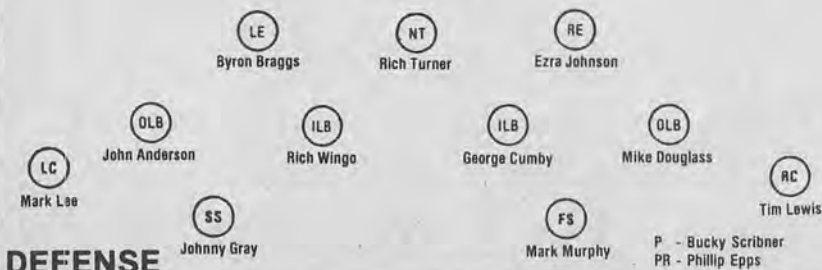 LE NT RE
Byron Braggs Rich Turner Ezra Johnson
OLB ILB ILB OLB
John Anderson Rich Wingo George Cumby Mike Douglass
LC RC
Mark Lee Tim Lewis
SS FS
Johnny Gray Mark Murphy
P - Bucky Scribner
PR - Phillip Epps
DEFENSE